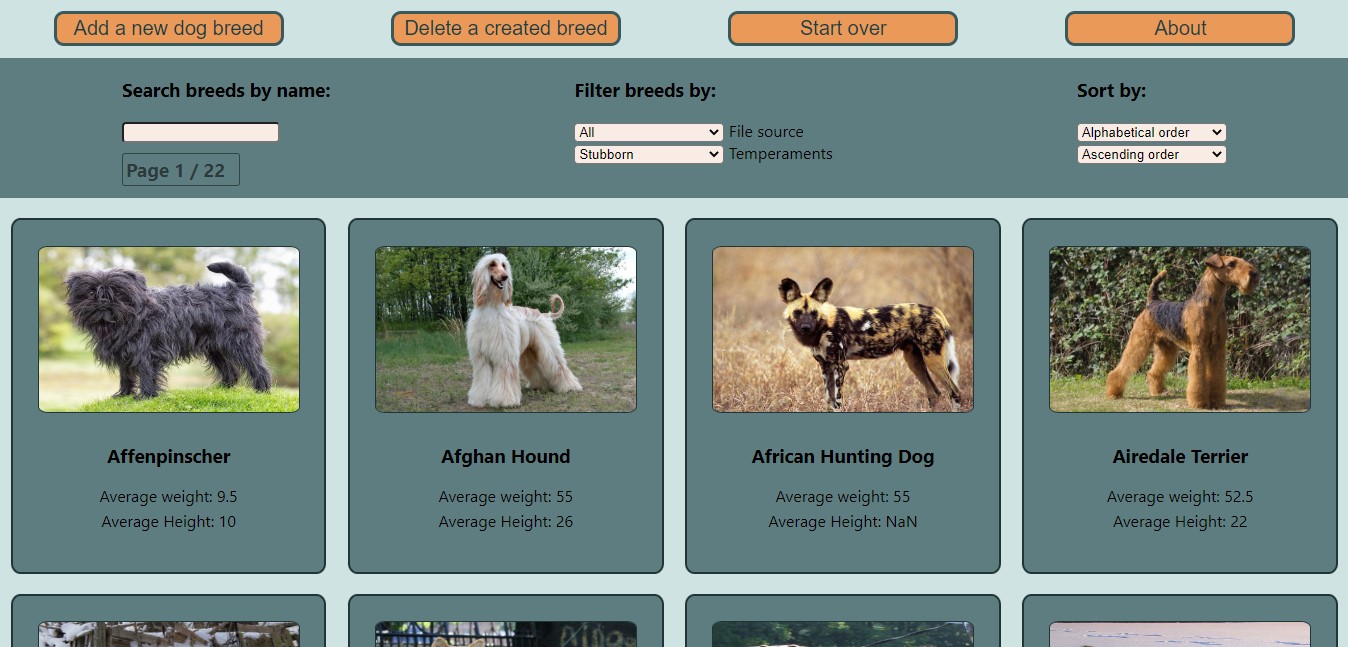 Add a new dog breed
Delete a created breed
Start over
About
Search breeds by name:
Filter breeds by:
Sort by:
All
File source
Alphabetical order
Stubborn
Temperaments
Ascending order
Page 1 / 22
Affenpinscher
Average weight: 9.5
Average Height: 10
Afghan Hound
Average weight: 55
Average Height: 26
African Hunting Dog
Average weight: 55
Average Height: NaN
Airedale Terrier
Average weight: 52.5
Average Height: 22